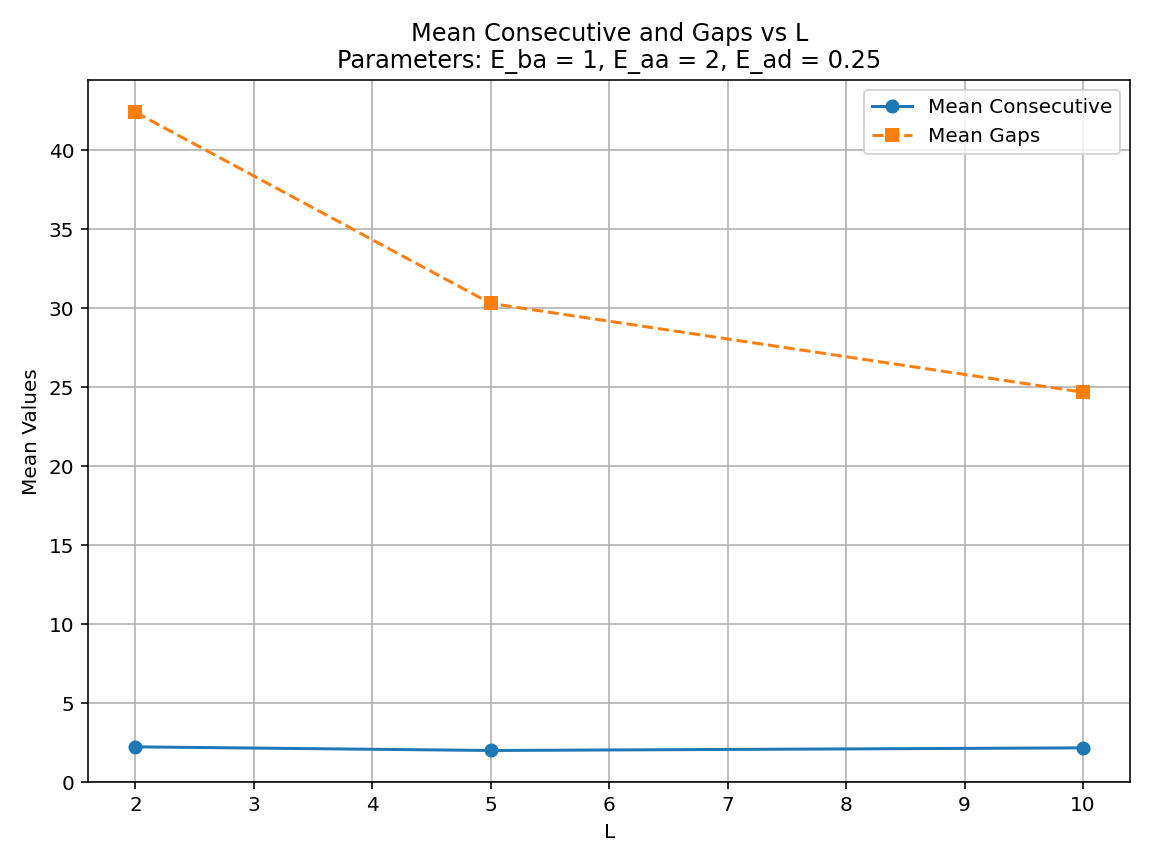 Mean Consecutive and Gaps vs L
Parameters: E_ba = 1, E_aa = 2, E_ad = 0.25
Mean Consecutive
Mean Gaps
Mean Values
40
35
30
25
20
15
10
5
0
2 3 4 5 6 7 8 9 10
L